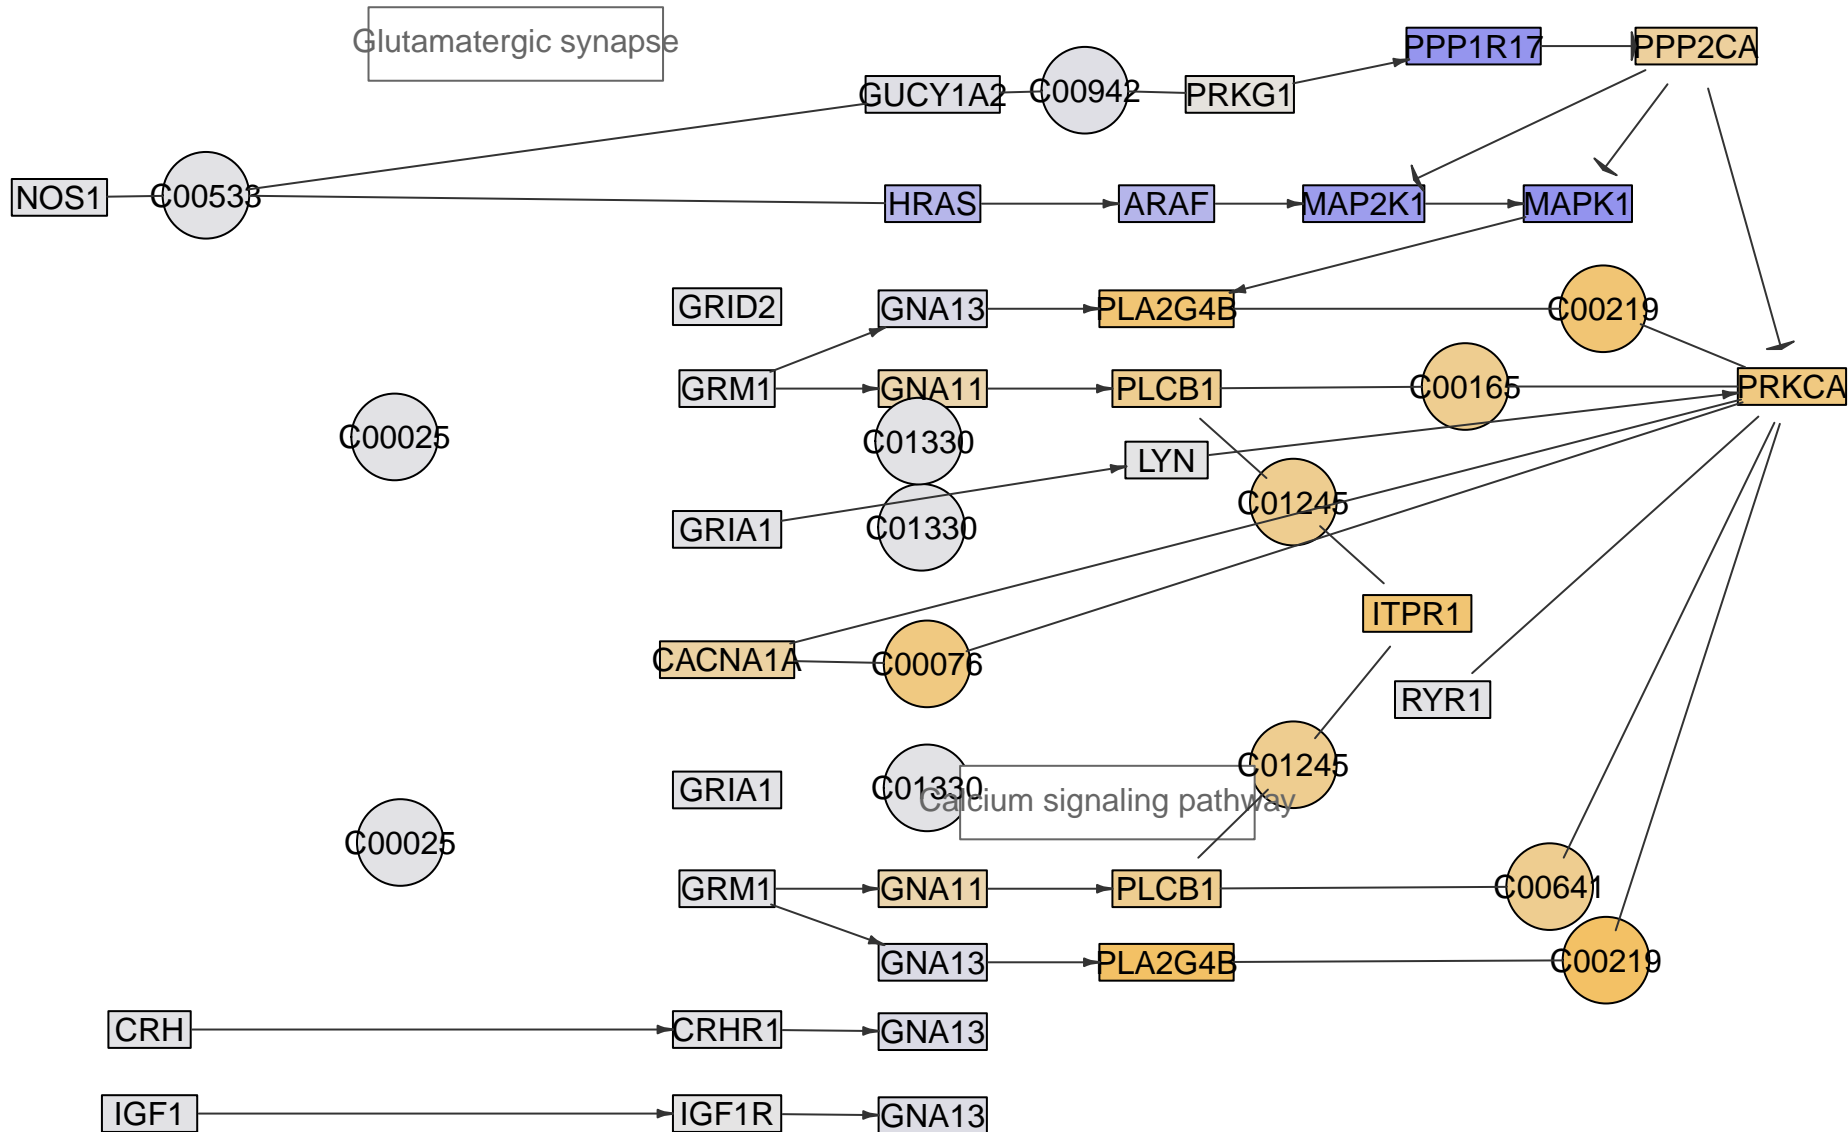 Glutamatergic synapse
PPP1R17
PPP2CA
GUCY1A2
C00942
PRKG1
NOS1
C00533
HRAS
ARAF
MAP2K1
MAPK1
GRID2
GNA13
PLA2G4B
C00219
GRM1
GNA11
PLCB1
C00165
PRKCA
C00025
C01330
LYN
GRIA1
C01330
C01245
ITPR1
CACNA1A
C00076
RYR1
C01245
GRIA1
C01330
Calcium signaling pathway
C00025
GRM1
GNA11
PLCB1
C00641
GNA13
PLA2G4B
C00219
CRH
CRHR1
GNA13
IGF1
IGF1R
GNA13